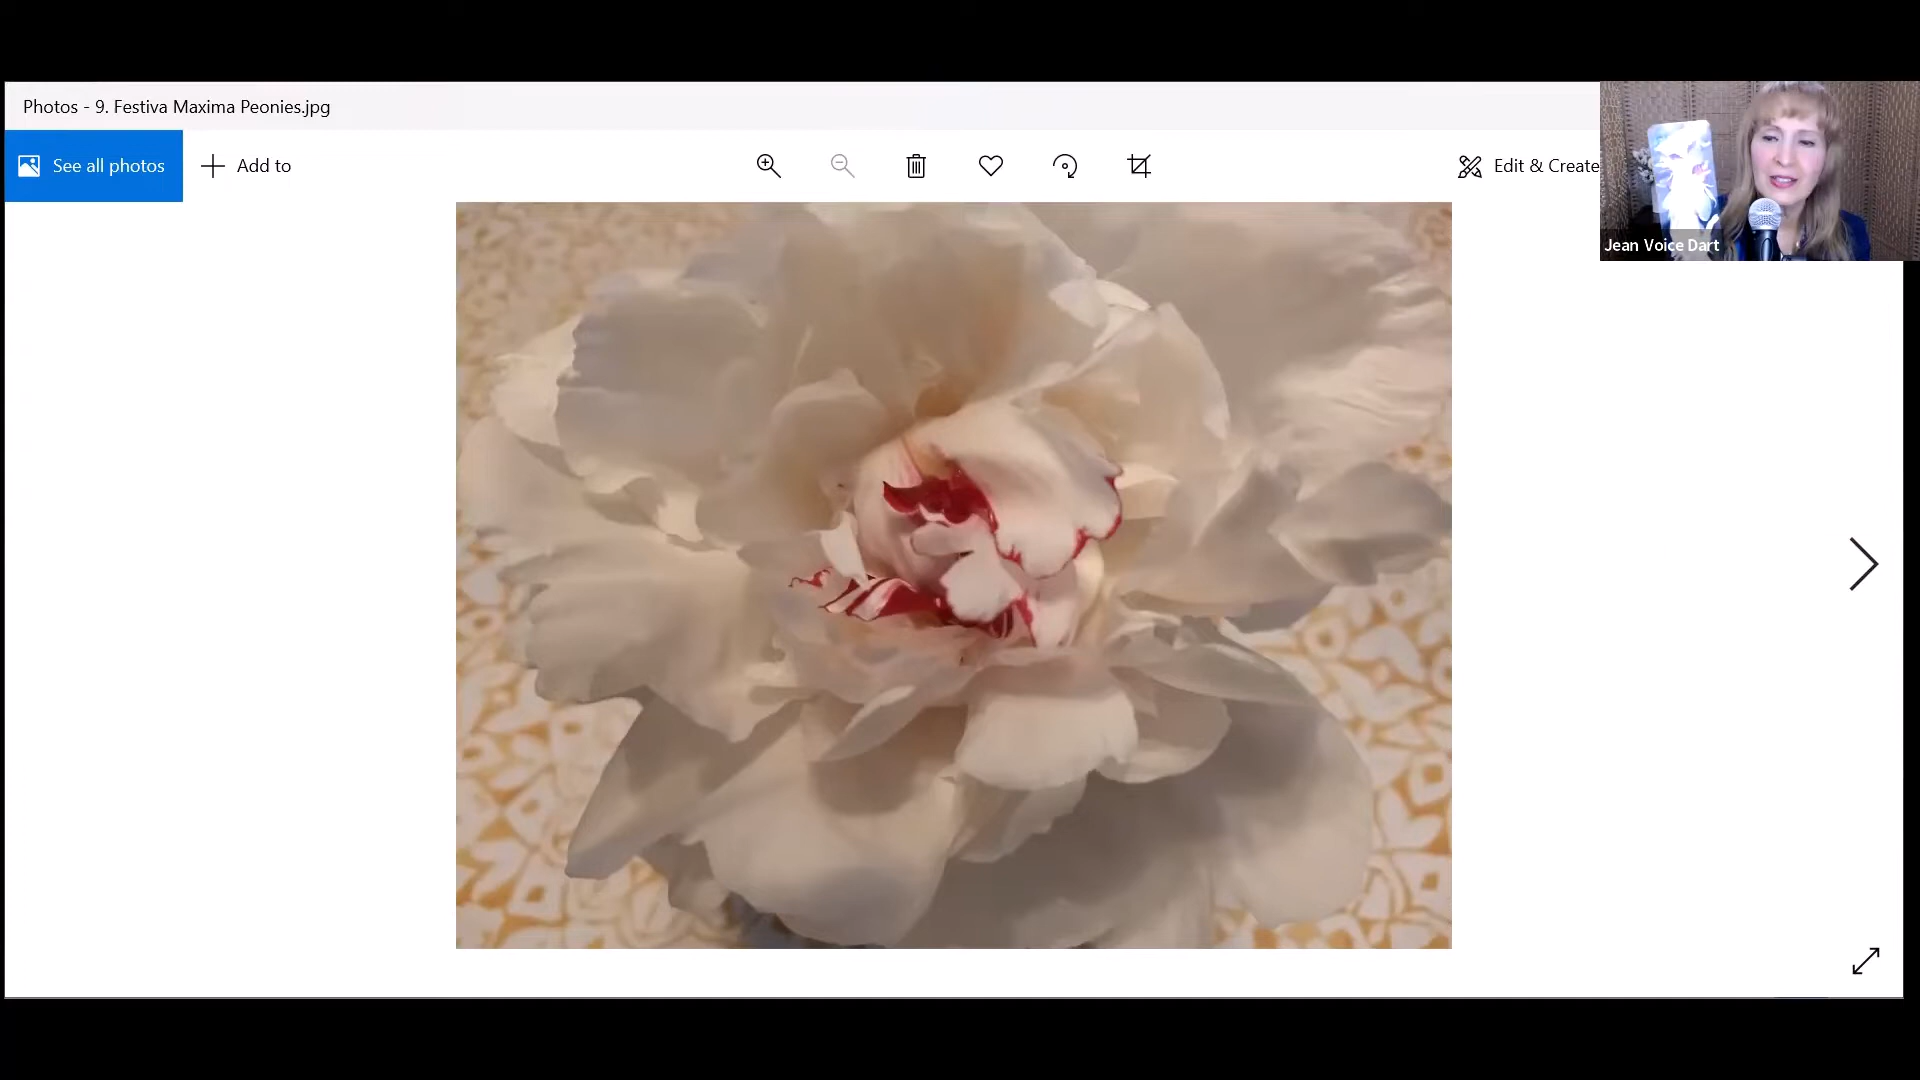 Photos - 9. Festiva Maxima Peonies.jpg
See all photos
Add to
Edit & Create
Jean Voice Dart